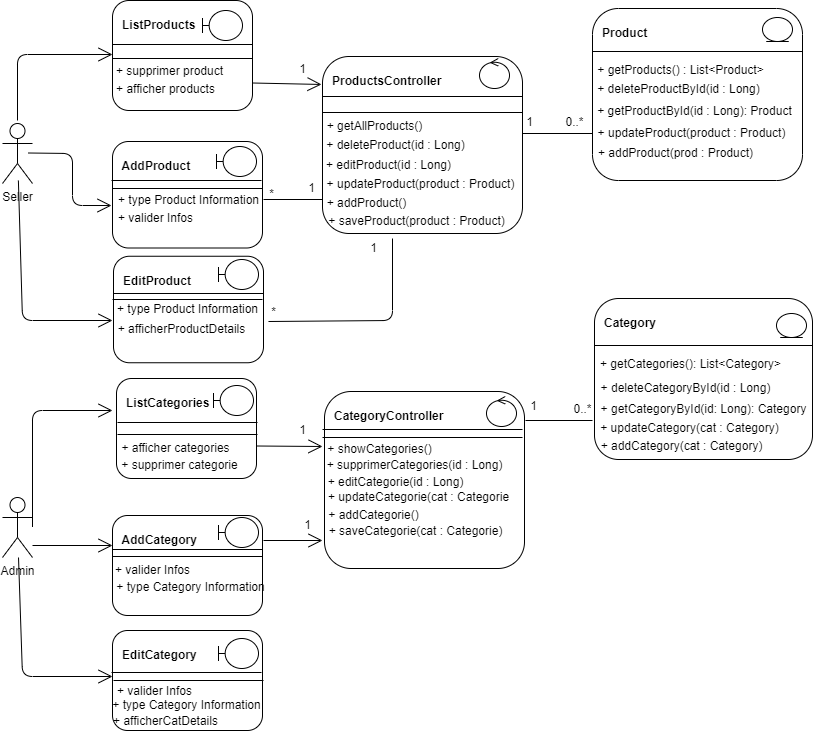 ListProducts
+ supprimer product
+ afficher products
1
ProductsController
+ getAllProducts()
+ deleteProduct(id : Long)
+ editProduct(id : Long)
+ updateProduct(product : Product)
+ addProduct()
+ saveProduct(product : Product)
1
0..*
Product
+ getProducts() : List<Product>
+ deleteProductById(id : Long)
+ getProductById(id : Long): Product
+ updateProduct(product : Product)
+ addProduct(prod : Product)
Seller
AddProduct
+ type Product Information
+ valider Infos
*
1
EditProduct
+ type Product Information
+ afficherProductDetails
*
1
ListCategories
+ afficher categories
+ supprimer categorie
1
CategoryController
+ showCategories()
+ supprimerCategories(id : Long)
+ editCategorie(id : Long)
+ updateCategorie(cat : Categorie
+ addCategorie()
+ saveCategorie(cat : Categorie)
1
0..*
Category
+ getCategories(): List<Category>
+ deleteCategoryById(id : Long)
+ getCategoryById(id: Long): Category
+ updateCategory(cat : Category)
+ addCategory(cat : Category)
Admin
AddCategory
+ valider Infos
+ type Category Information
1
EditCategory
+ valider Infos
+ type Category Information
+ afficherCatDetails